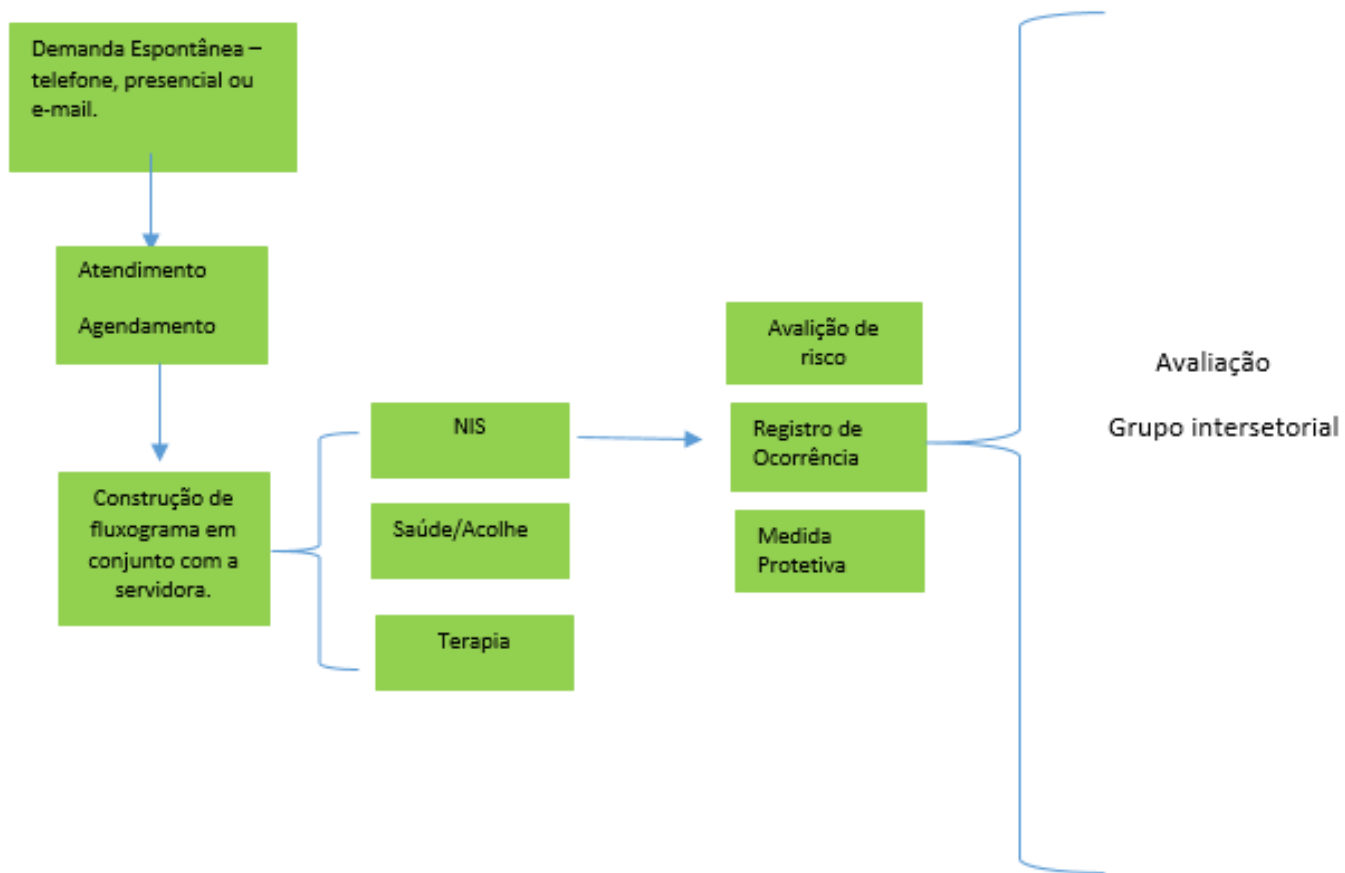 Demanda Espontânea –
telefone, presencial ou
e-mail.
Atendimento
Agendamento
Construção de
fluxograma em
conjunto com a
servidora.
NIS
Saúde/Acolhe
Terapia
Avalição de
risco
Registro de
Ocorrência
Medida
Protetiva
Avaliação
Grupo intersetorial